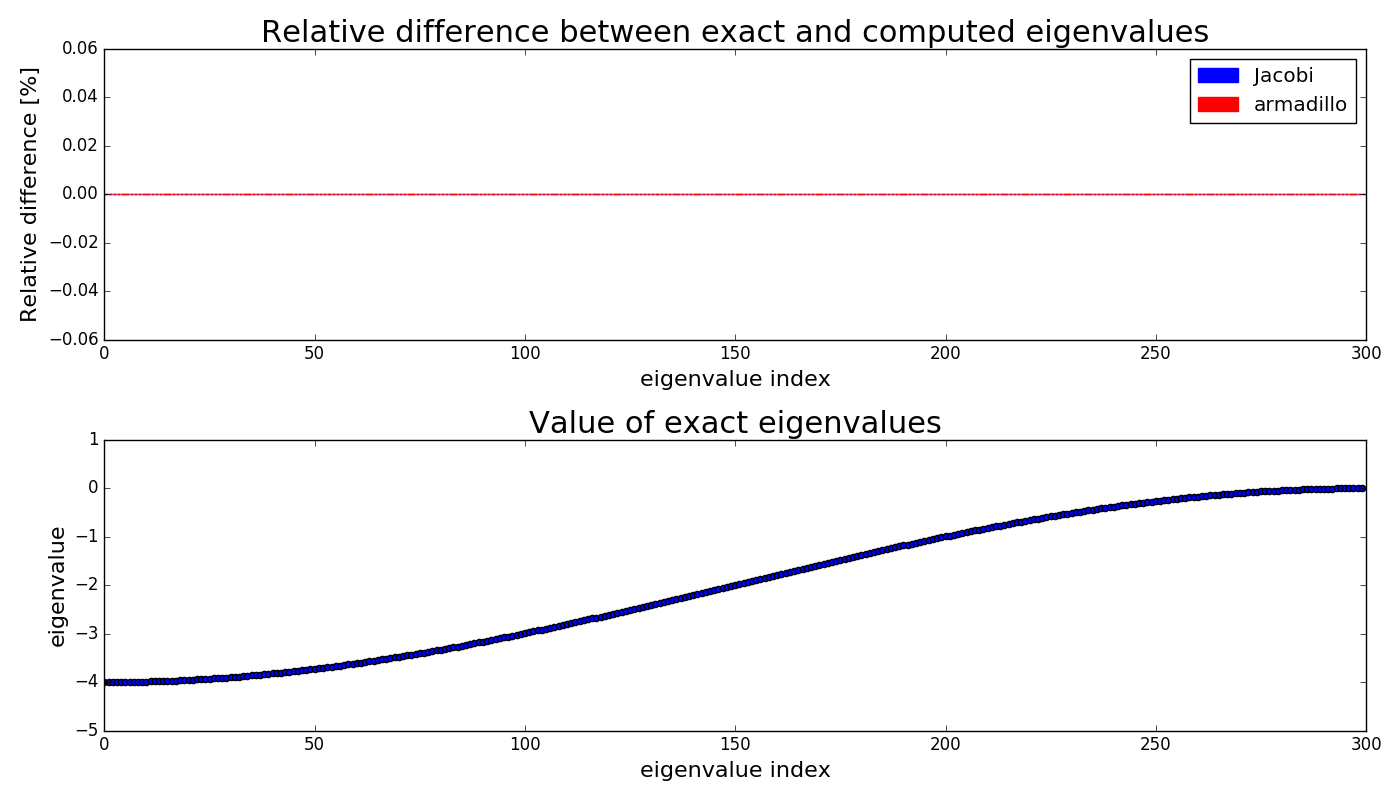 Relative difference between exact and computed eigenvalues
Relative difference [%]
0.06
0.04
0.02
0.00
−0.02
−0.04
−0.06
Jacobi
armadillo
0 50 100 150 200 250 300
eigenvalue index
Value of exact eigenvalues
eigenvalue
1
0
−1
−2
−3
−4
−5
0 50 100 150 200 250 300
eigenvalue index